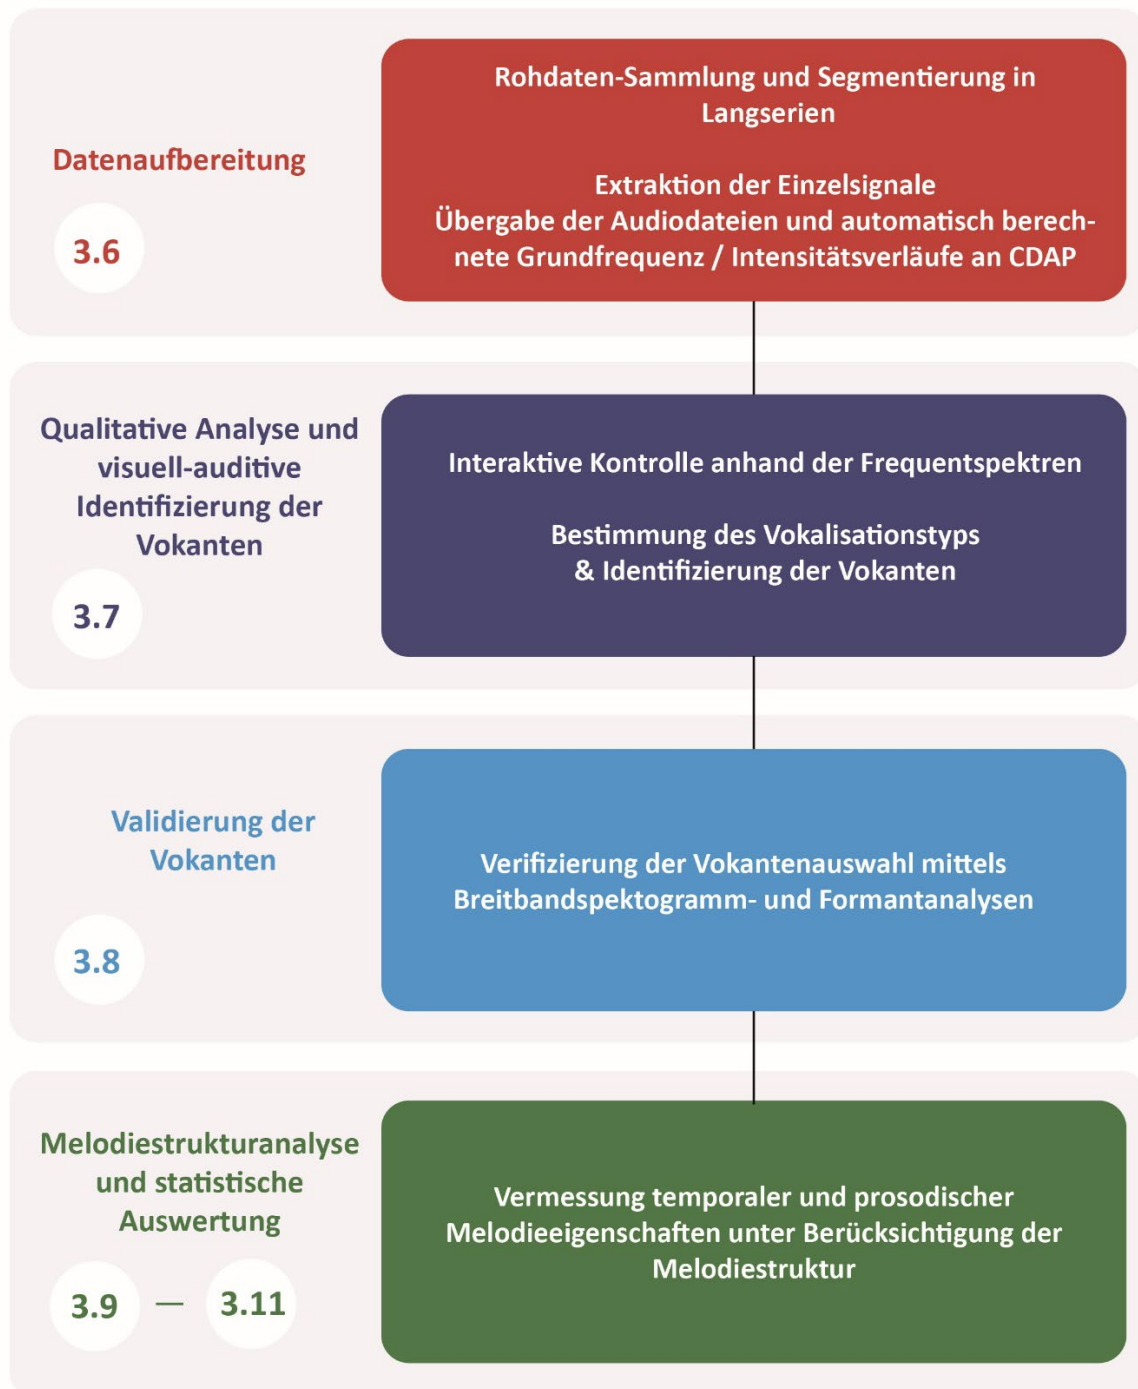 Datenaufbereitung
3.6
Rohdaten-Sammlung und Segmentierung in
Langserien
Extraktion der Einzelsignale
Übergabe der Audiodateien und automatisch berech-
nete Grundfrequenz / Intensitätsverläufe an CDAP
Qualitative Analyse und
visuell-auditive
Identifizierung der
Vokanten
3.7
Interaktive Kontrolle anhand der Frequentspektren
Bestimmung des Vokalisationstyps
& Identifizierung der Vokanten
Validierung der
Vokanten
3.8
Verifizierung der Vokantenauswahl mittels
Breitbandspektogramm- und Formantanalysen
Melodiestrukturanalyse
und statistische
Auswertung
3.9 — 3.11
Vermessung temporaler und prosodischer
Melodieeigenschaften unter Berücksichtigung der
Melodiestruktur